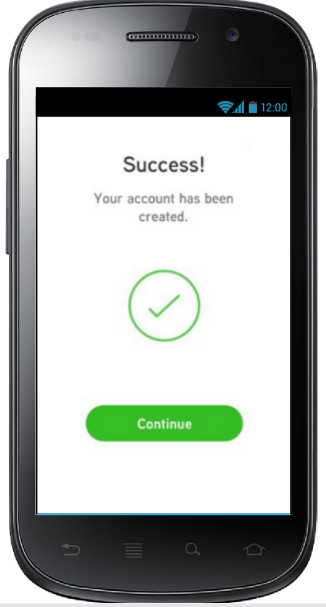 12:00
Success!
Your account has been
created.
Continue